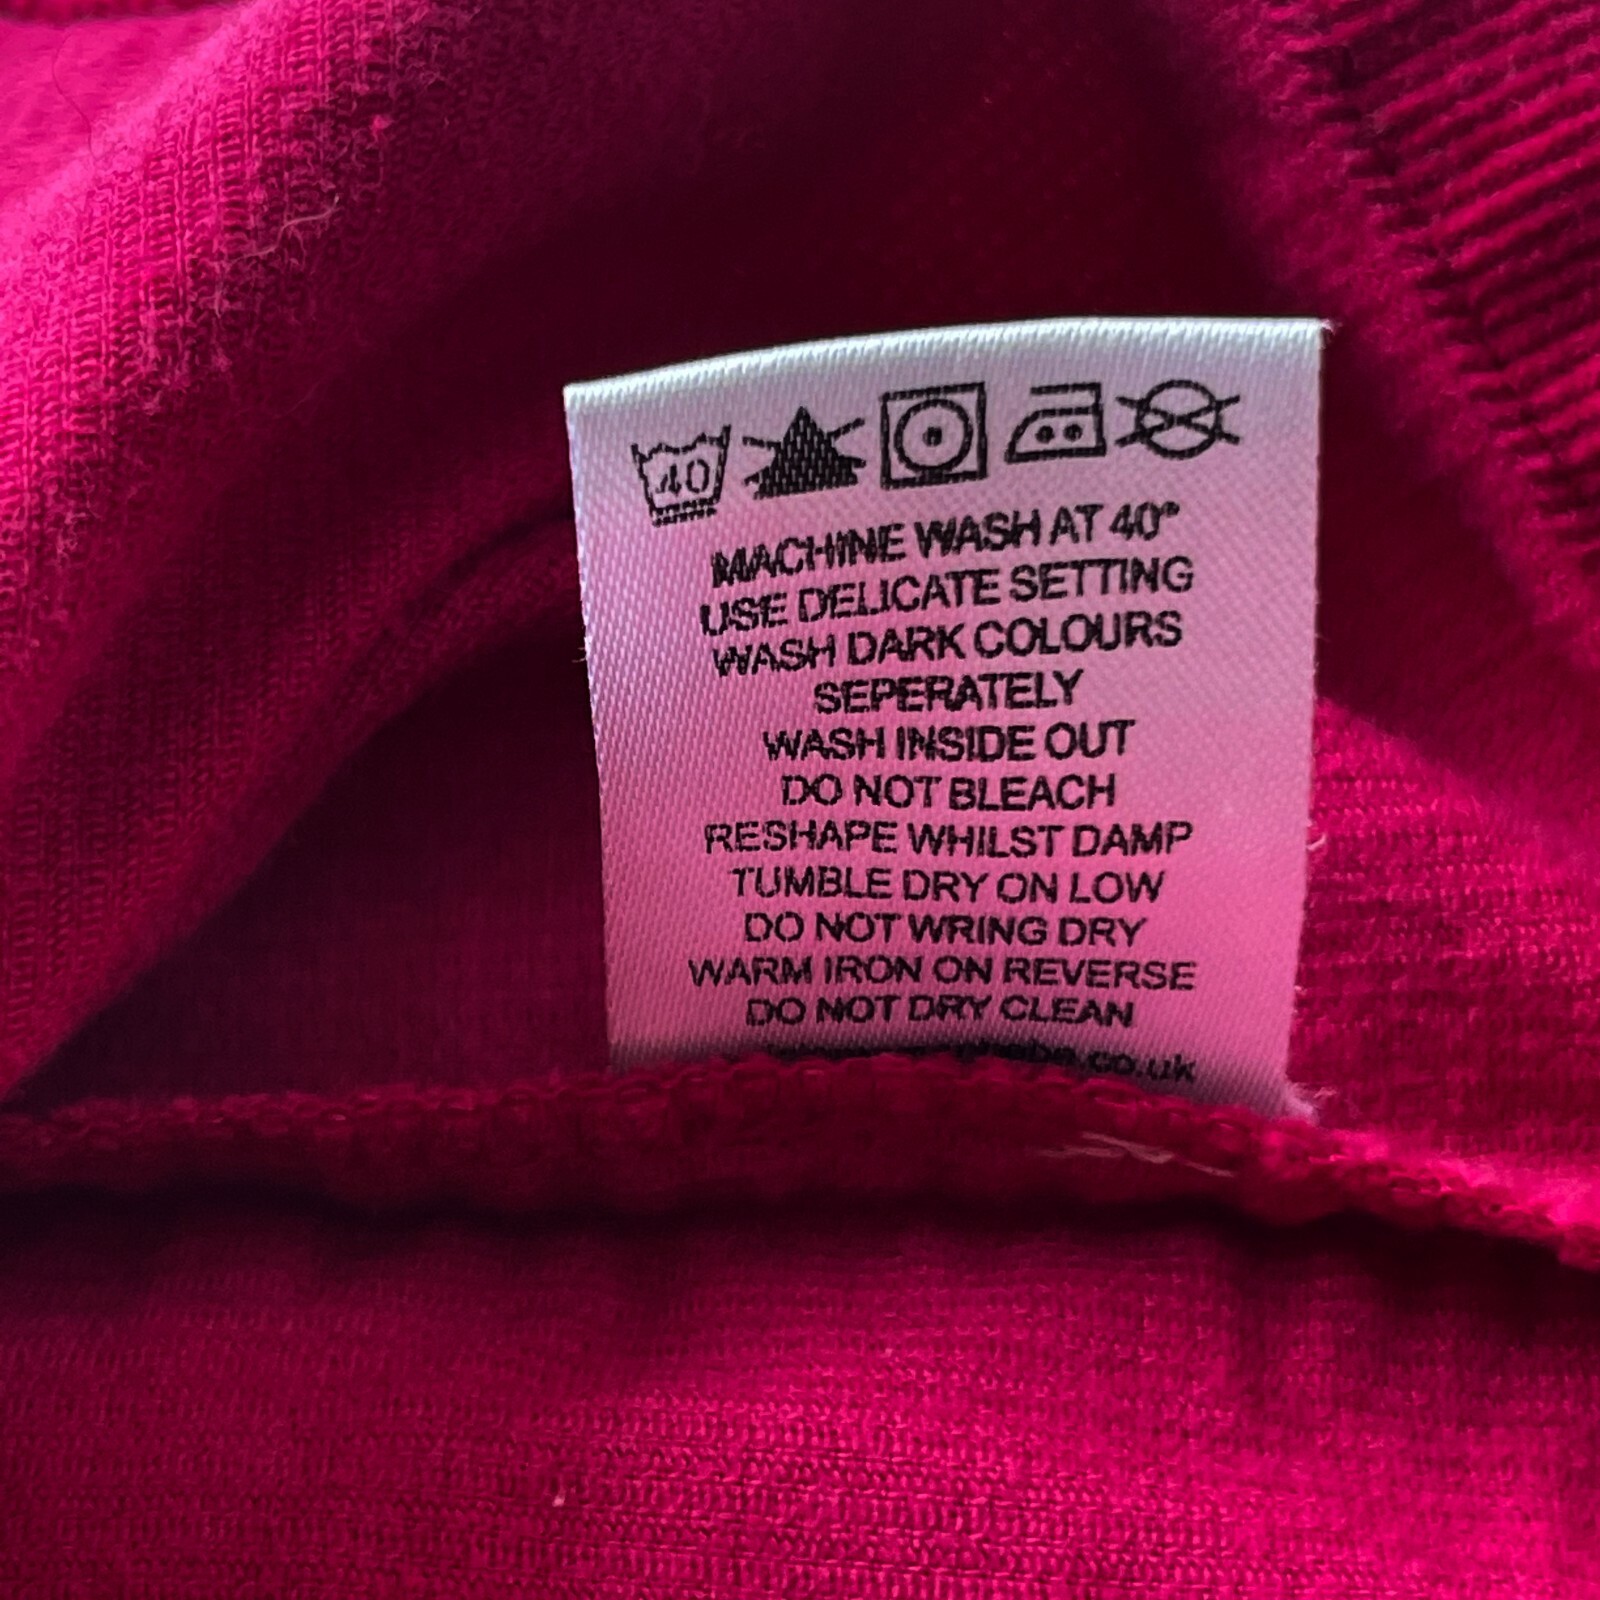 40
MACHINE WASH AT 40°
USE DELICATE SETTING
WASH DARK COLOURS
SEPERATELY
WASH INSIDE OUT
DO NOT BLEACH
RESHAPE WHILST DAMP
TUMBLE DRY ON LOW
DO NOT WRING DRY
WARM IRON ON REVERSE
DO NOT DRY CLEAN